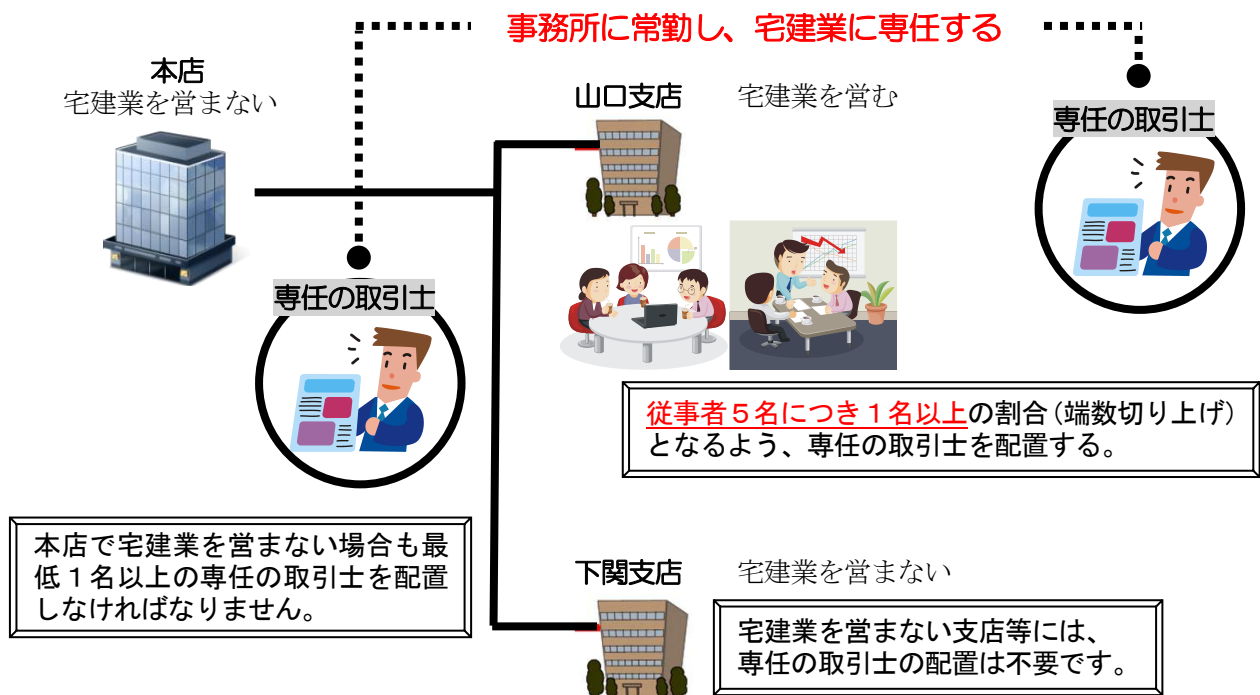 事務所に常勤し、宅建業に専任する
本店
宅建業を営まない
山口支店 宅建業を営む
専任の取引士
専任の取引士
従事者５名につき１名以上の割合(端数切り上げ)
となるよう、専任の取引士を配置する。
本店で宅建業を営まない場合も最
低１名以上の専任の取引士を配置
しなければなりません。
下関支店 宅建業を営まない
宅建業を営まない支店等には、
専任の取引士の配置は不要です。